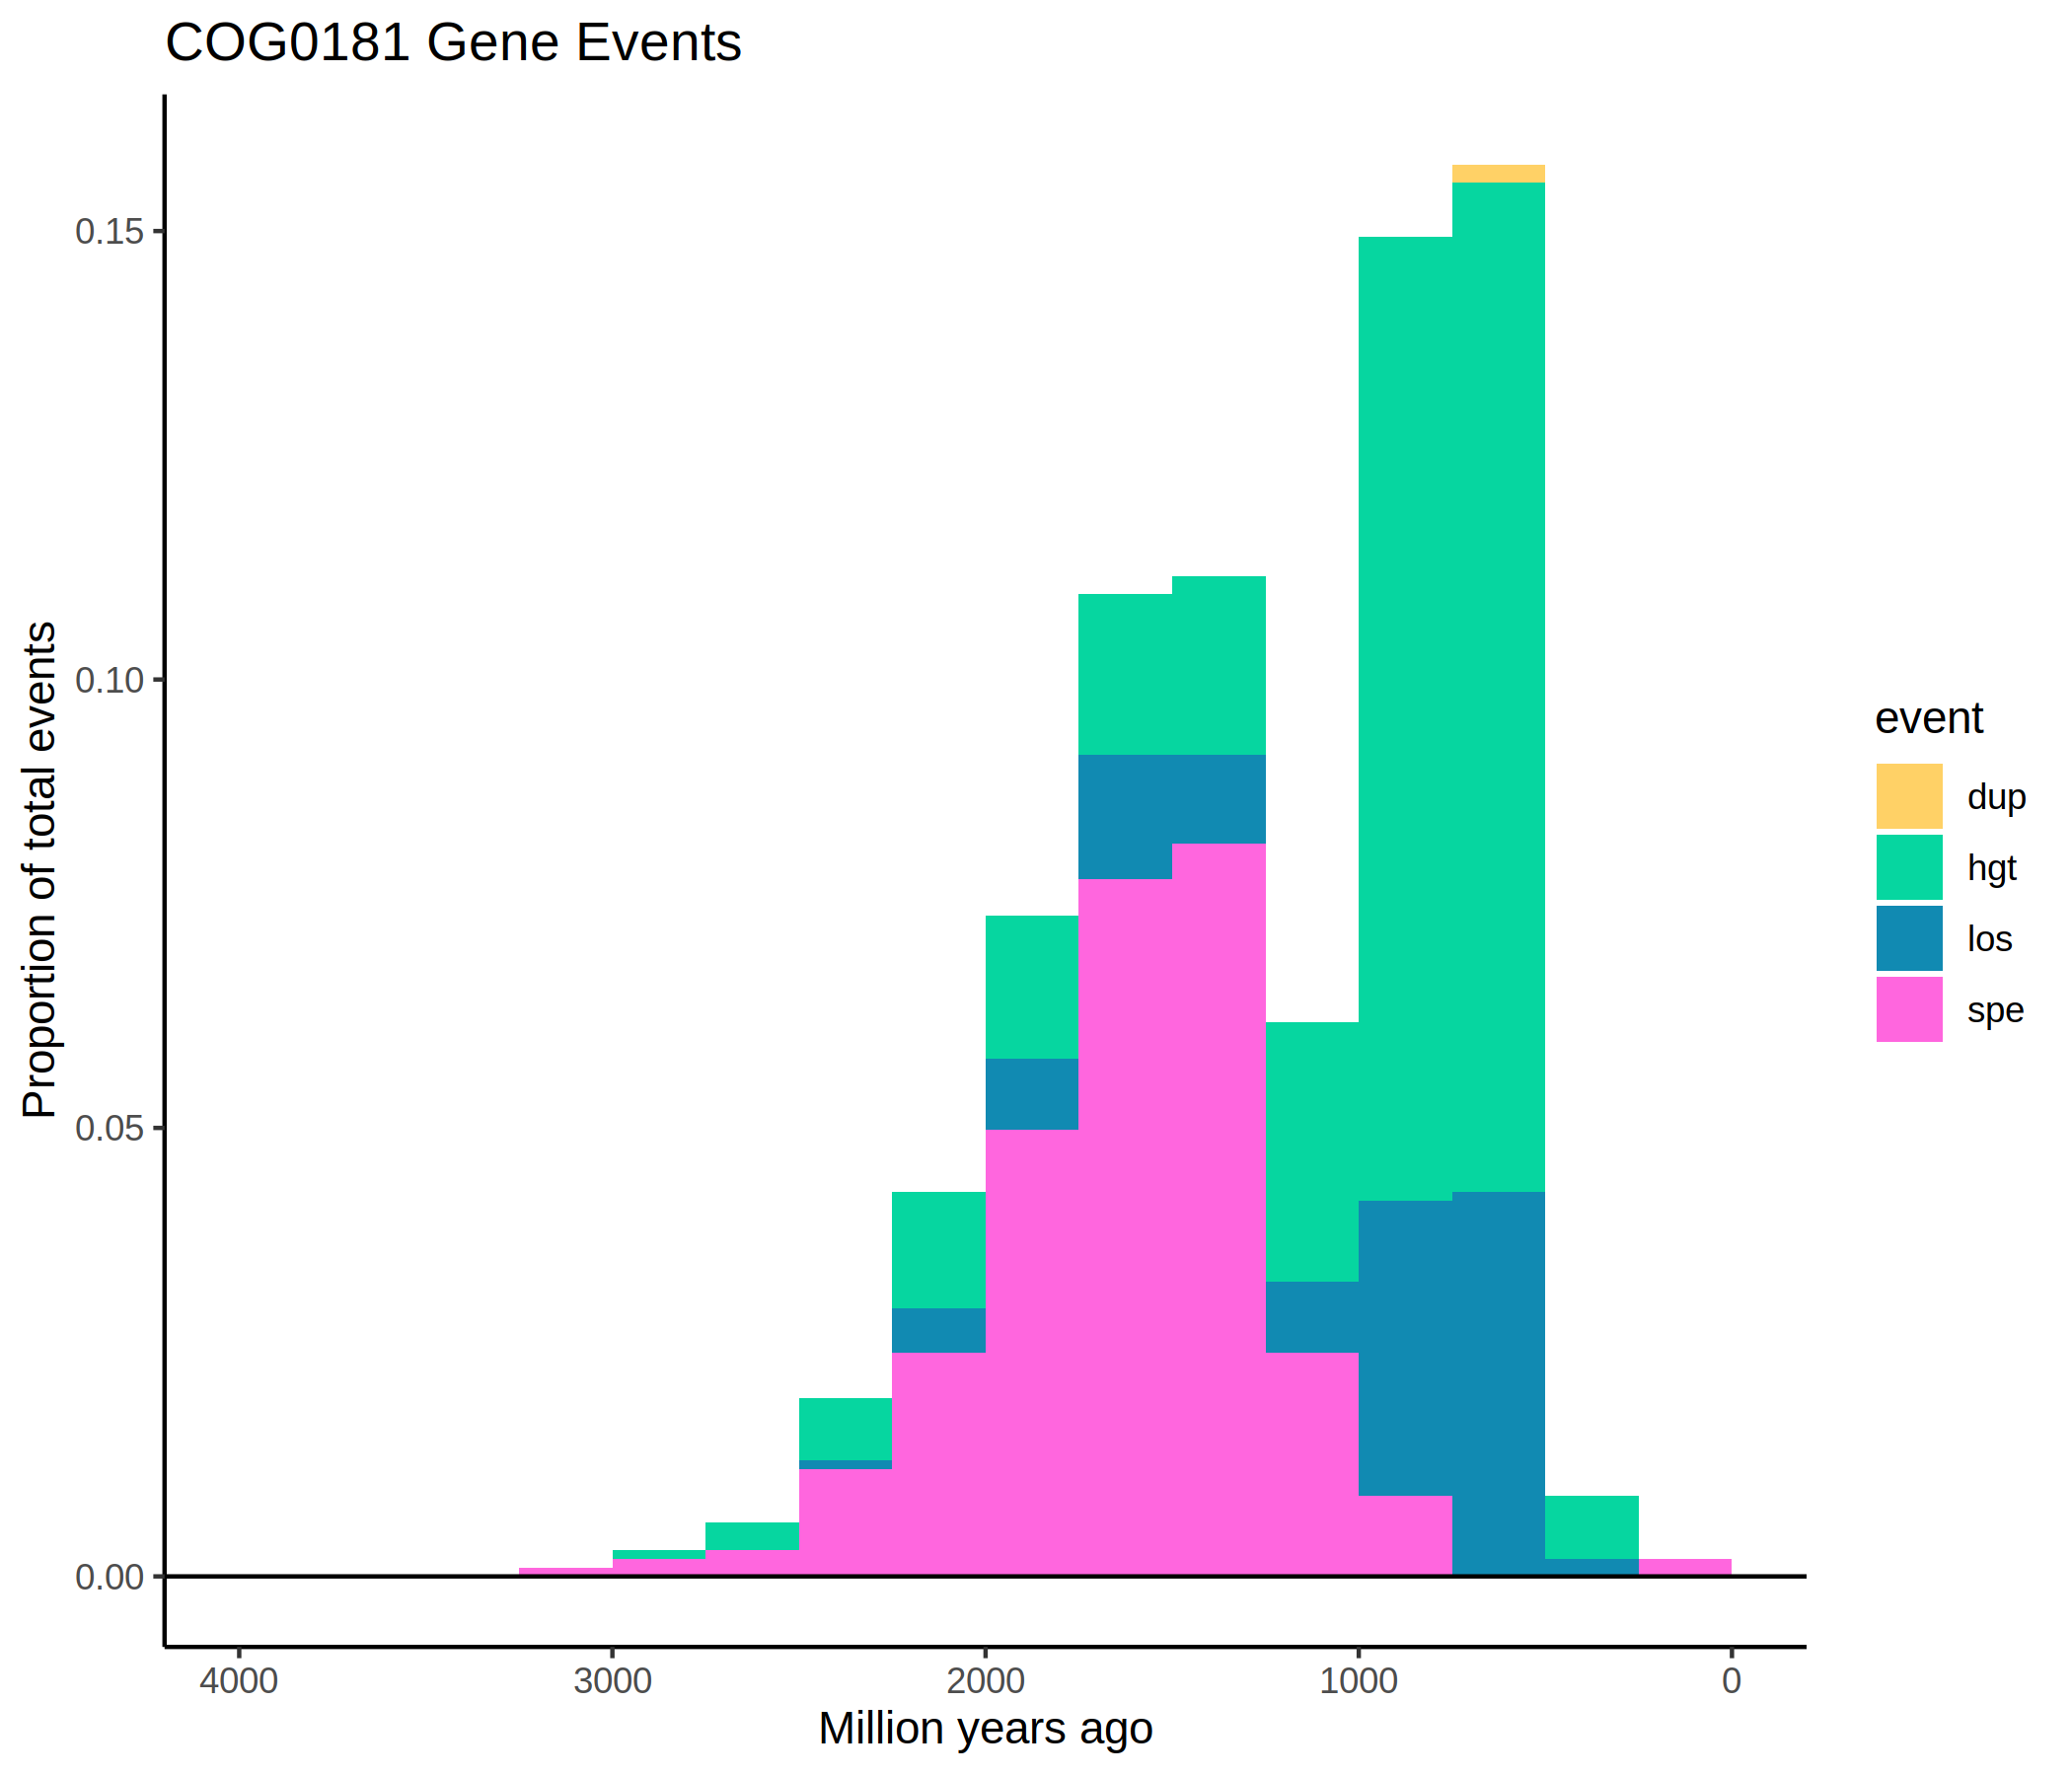 COG0181 Gene Events
Proportion of total events
0.15
0.10
0.05
0.00
4000 3000 2000 1000 0
Million years ago
event
dup
hgt
los
spe